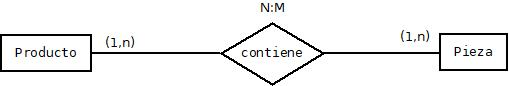 N:M
(1,n)
(1,n)
Producto
contiene
Pieza